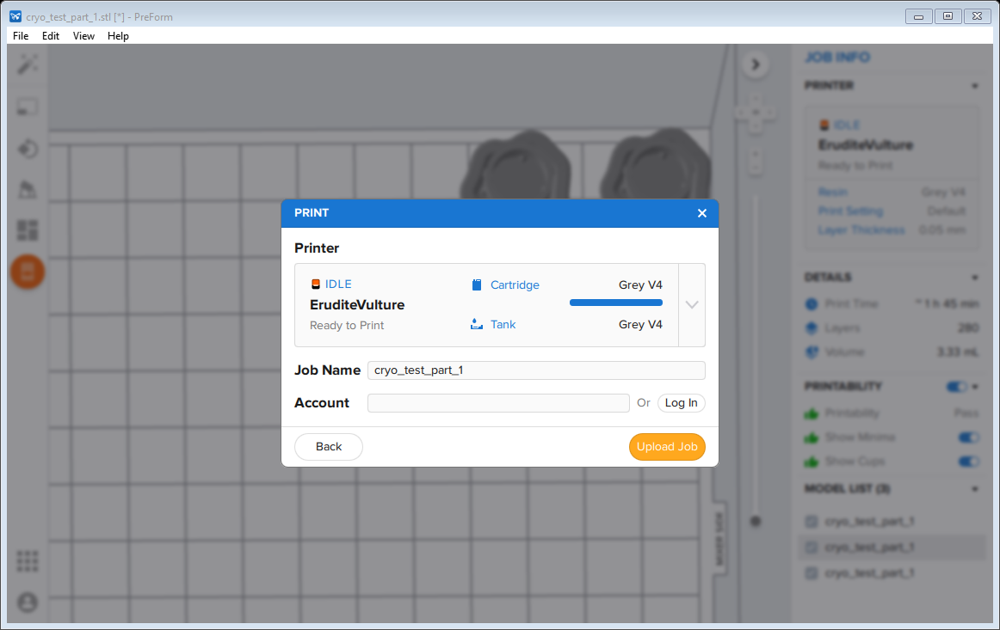 cryo_test_part_1.stl [*] - PreForm
File Edit View Help
JOB INFO
PRINTER
IDLE
EruditeVulture
Ready to Print
Resin Grey V4
Print Setting Default
Layer Thickness 0.05 mm
PRINT
Printer
IDLE Cartridge Grey V4
EruditeVulture
Ready to Print Tank Grey V4
Job Name cryo_test_part_1
Account Or Log In
Back Upload Job
DETAILS
Print Time ~ 1 h 45 min
Layers 280
Volume 3.33 mL
PRINTABILITY
Printability Pass
Show Minima
Show Cups
MODEL LIST (3)
cryo_test_part_1
cryo_test_part_1
cryo_test_part_1
MIXER SIDE